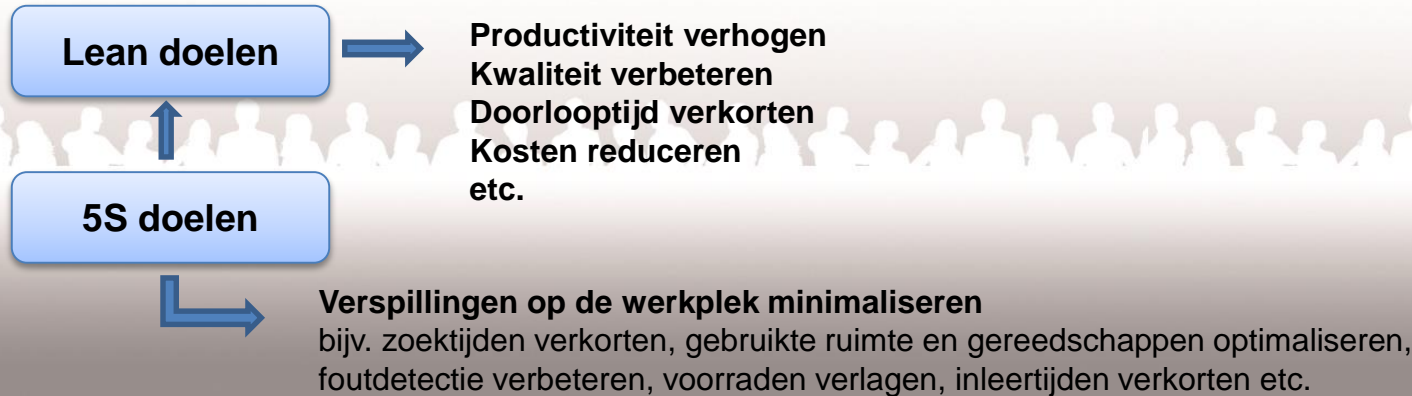 Lean doelen
Productiviteit verhogen
Kwaliteit verbeteren
Doorlooptijd verkorten
Kosten reduceren
etc.
5S doelen
Verspillingen op de werkplek minimaliseren
bijv. zoektijden verkorten, gebruikte ruimte en gereedschappen optimaliseren,
foutdetectie verbeteren, voorraden verlagen, inleertijden verkorten etc.